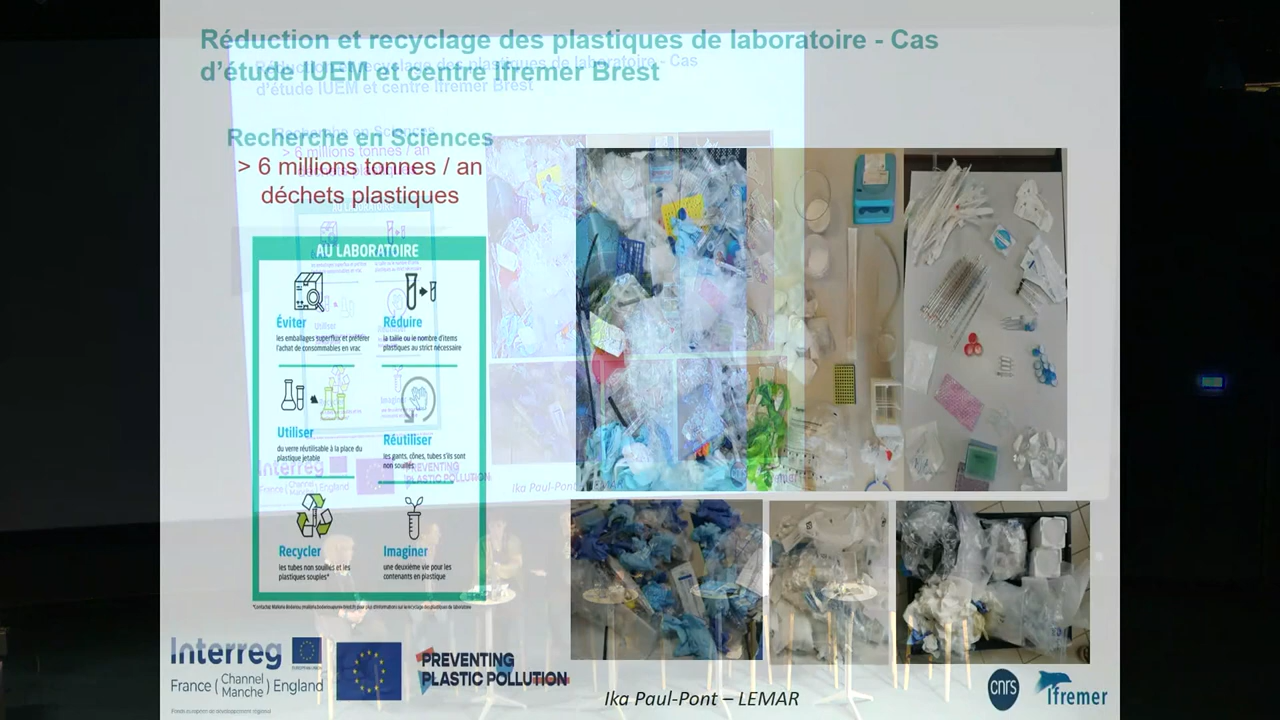 Réduction et recyclage des plastiques de laboratoire - Cas
d'étude IUEM et centre Ifremer Brest
Recherche en Sciences
> 6 millions tonnes / an
déchets plastiques
AU LABORATOIRE
Éviter
les emballages superflux et préférer
l'achat de consommables en vrac
Réduire
la taille ou le nombre d'items
plastiques au strict nécessaire
Utiliser
du verre réutilisable à la place du
plastique jetable
Réutiliser
les gants, cônes, tubes s'ils sont
non souillés
Recycler
les tubes non souillés et les
plastiques souples*
Imaginer
une deuxième vie pour les
contenants en plastique
Interreg
France ( Channel Manche ) England
PREVENTING
PLASTIC POLLUTION
Ika Paul-Pont – LEMAR
cnrs
Ifremer